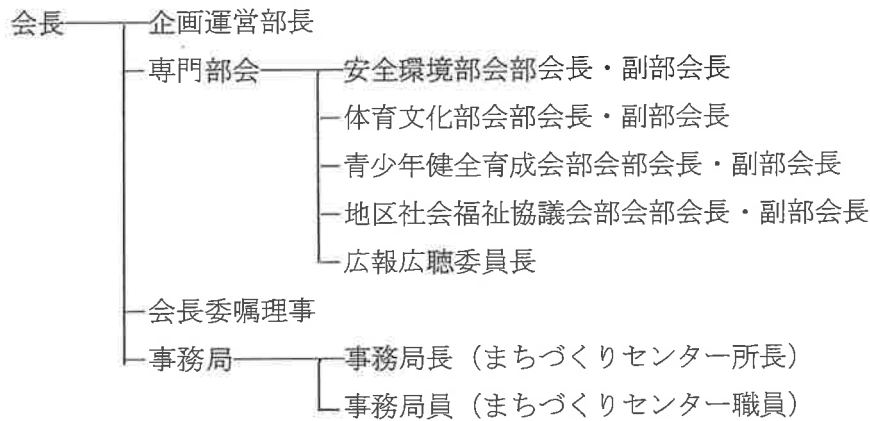 会長 企画運営部長
専門部会 安全環境部会部会長・副部会長
体育文化部会部会長・副部会長
青少年健全育成会部会部会長・副部会長
地区社会福祉協議会部会部会長・副部会長
広報広聴委員長
会長委嘱理事
事務局 事務局長（まちづくりセンター所長）
事務局員（まちづくりセンター職員）